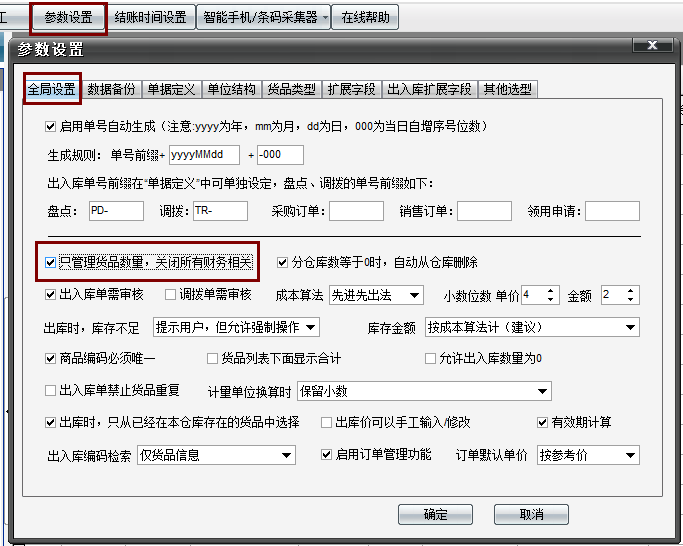 工 参数设置 结账时间设置 智能手机/条码采集器 在线帮助
参数设置
全局设置 数据备份 单据定义 单位结构 货品类型 扩展字段 出入库扩展字段 其他选型
启用单号自动生成（注意:yyyy为年，mm为月，dd为日，000为当日自增序号位数）
生成规则: 单号前缀+ yyyyMMdd + -000
出入库单号前缀在“单据定义”中可单独设定，盘点、调拨的单号前缀如下:
盘点: PD- 调拨: TR- 采购订单: 销售订单: 领用申请:
只管理货品数量，关闭所有财务相关 分仓库数等于0时，自动从仓库删除
出入库单需审核 调拨单需审核 成本算法 先进先出法 小数位数 单价 4 金额 2
出库时，库存不足 提示用户，但允许强制操作 库存金额 按成本算法计（建议）
商品编码必须唯一 货品列表下面显示合计 允许出入库数量为0
出入库单禁止货品重复 计量单位换算时 保留小数
出库时，只从已经在本仓库存在的货品中选择 出库价可以手工输入/修改 有效期计算
出入库编码检索 仅货品信息 启用订单管理功能 订单默认单价 按参考价
确定 取消